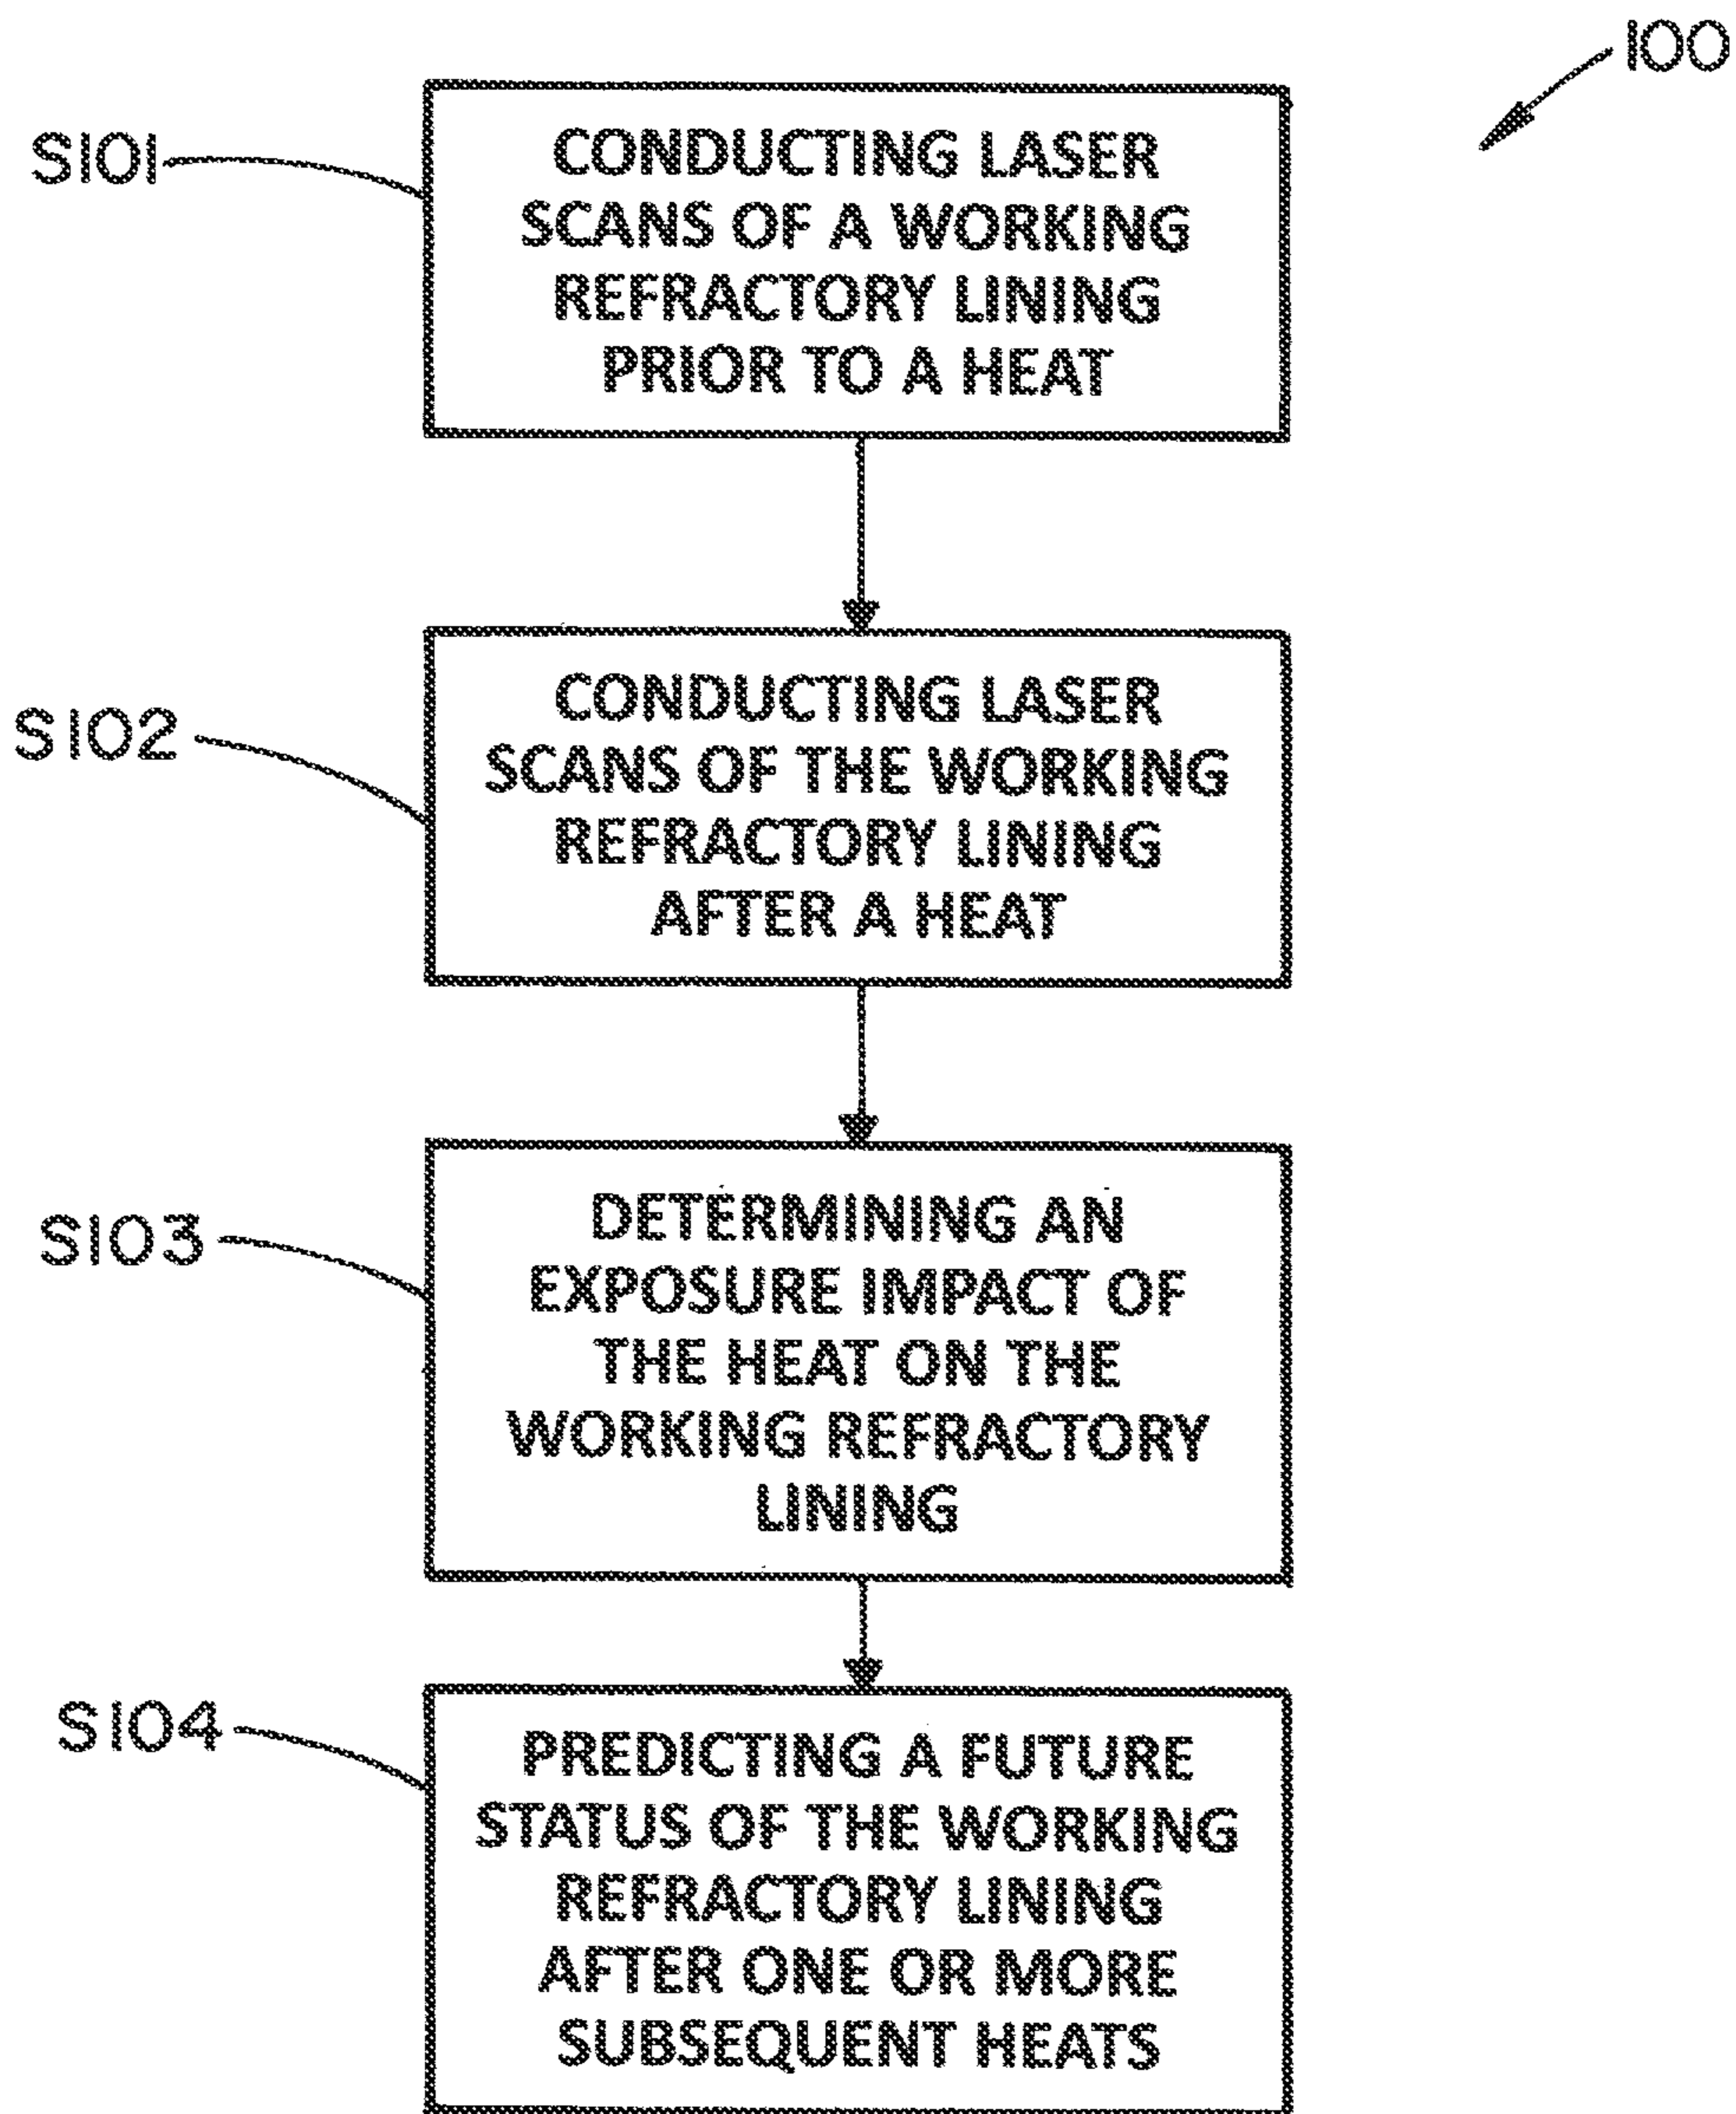 100
S101
CONDUCTING LASER
SCANS OF A WORKING
REFRACTORY LINING
PRIOR TO A HEAT
S102
CONDUCTING LASER
SCANS OF THE WORKING
REFRACTORY LINING
AFTER A HEAT
S103
DETERMINING AN
EXPOSURE IMPACT OF
THE HEAT ON THE
WORKING REFRACTORY
LINING
S104
PREDICTING A FUTURE
STATUS OF THE WORKING
REFRACTORY LINING
AFTER ONE OR MORE
SUBSEQUENT HEATS